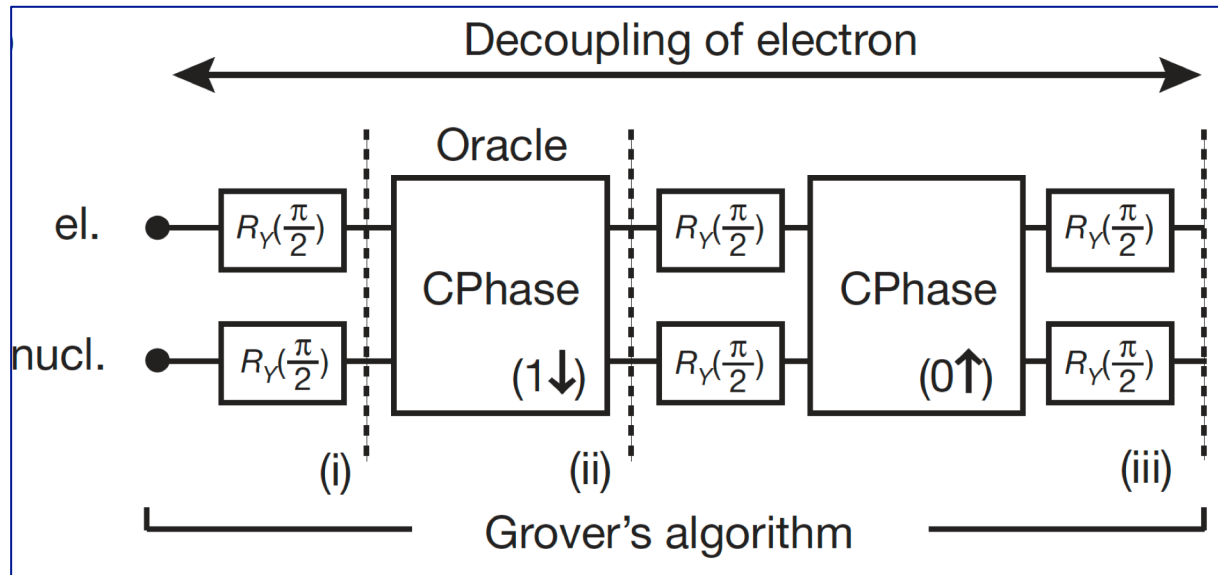 Decoupling of electron
Oracle
el. R_Y(π/2) R_Y(π/2) R_Y(π/2)
CPhase CPhase
nucl. R_Y(π/2) (1↓) R_Y(π/2) (0↑) R_Y(π/2)
(i) (ii) (iii)
Grover's algorithm